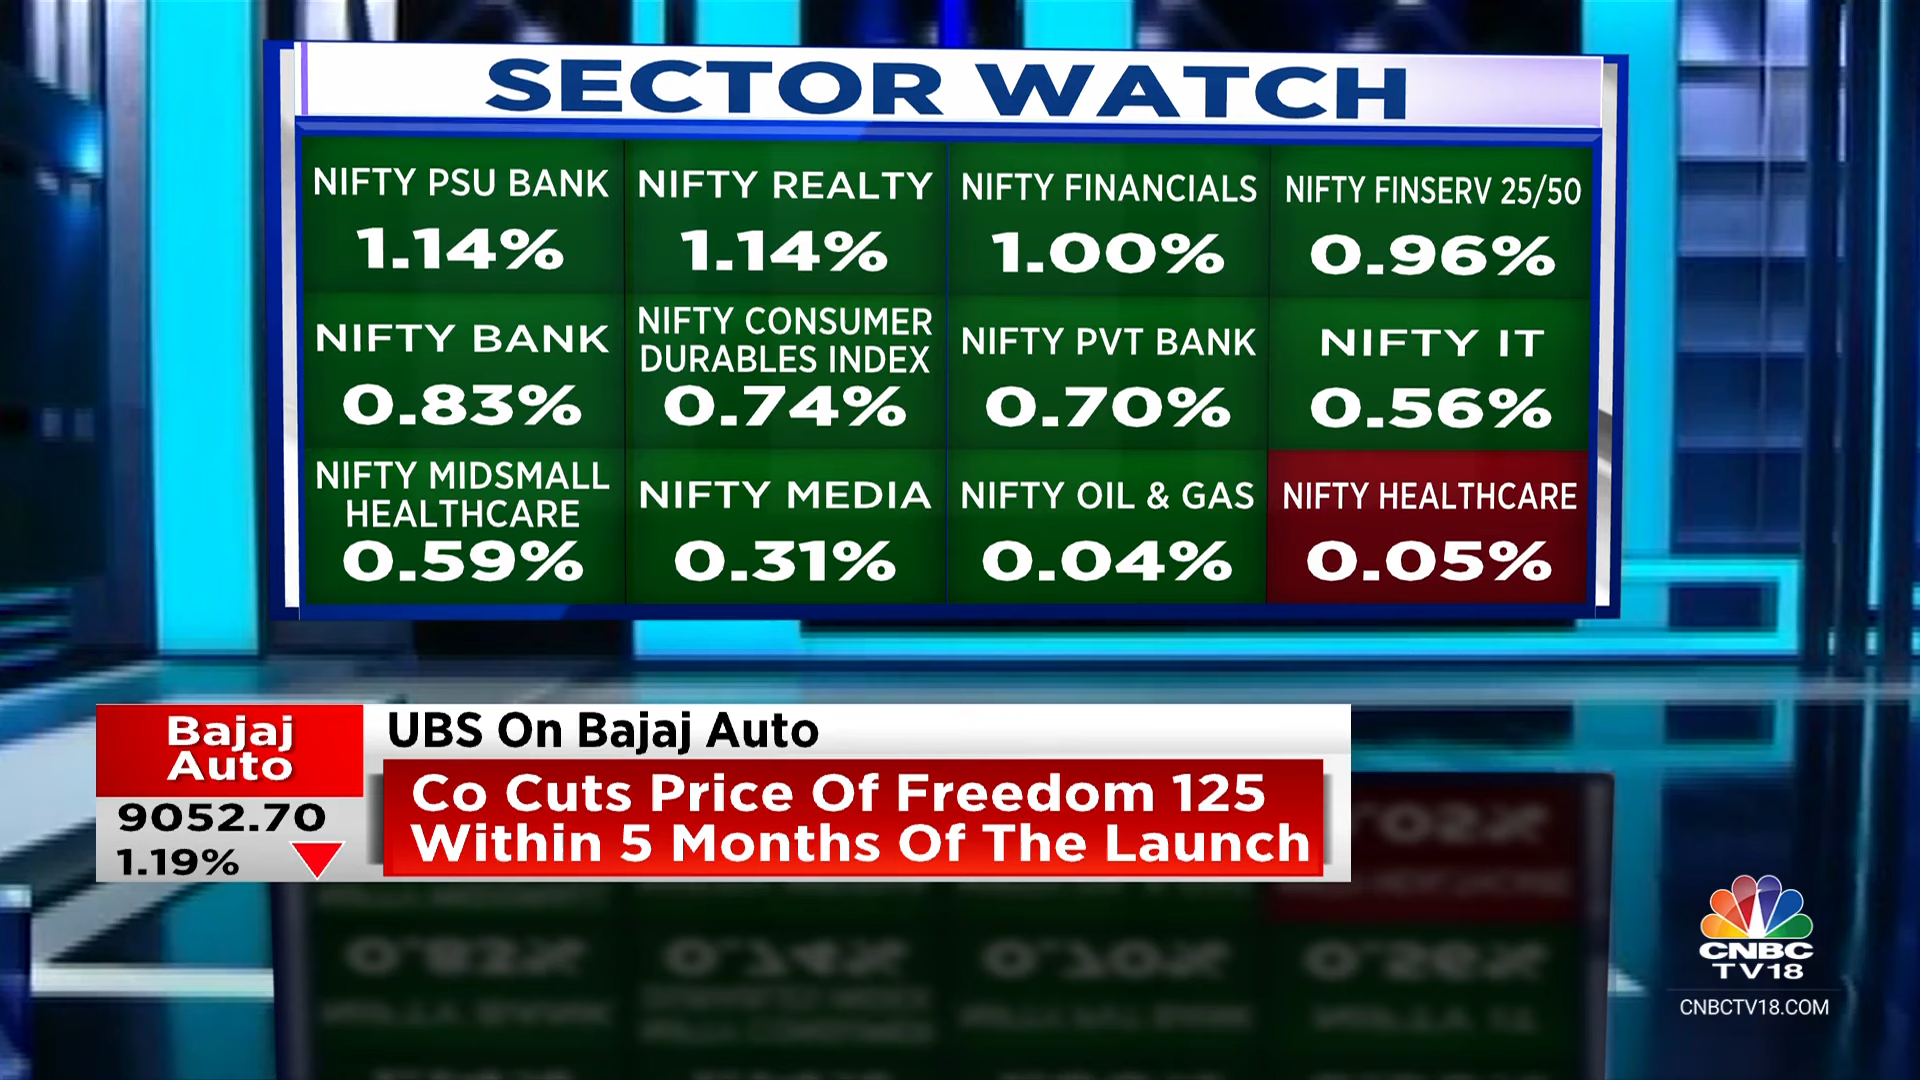 SECTOR WATCH
NIFTY PSU BANK
1.14%
NIFTY REALTY
1.14%
NIFTY FINANCIALS
1.00%
NIFTY FINSERV 25/50
0.96%
NIFTY BANK
0.83%
NIFTY CONSUMER
DURABLES INDEX
0.74%
NIFTY PVT BANK
0.70%
NIFTY IT
0.56%
NIFTY MIDSMALL
HEALTHCARE
0.59%
NIFTY MEDIA
0.31%
NIFTY OIL & GAS
0.04%
NIFTY HEALTHCARE
0.05%
Bajaj
Auto
9052.70
1.19%
UBS On Bajaj Auto
Co Cuts Price Of Freedom 125
Within 5 Months Of The Launch
CNBC
TV18
CNBCTV18.COM